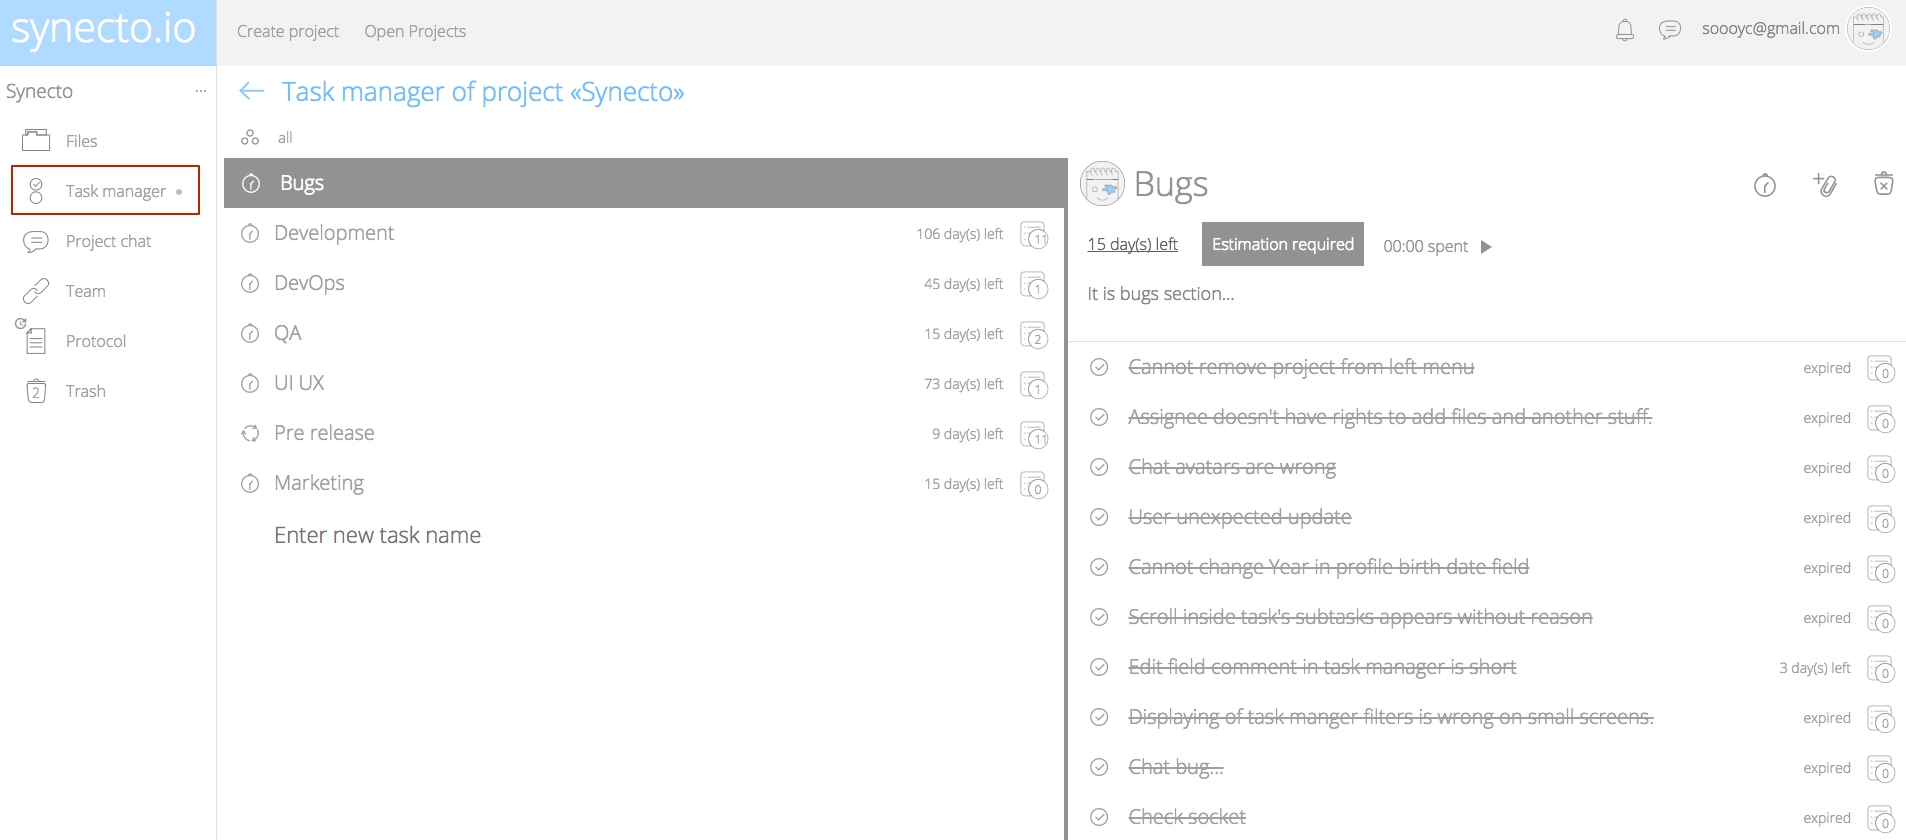 synecto.io
Create project
Open Projects
soooyc@gmail.com
Synecto
...
Files
Task manager
Project chat
Team
Protocol
2
Trash
Task manager of project «Synecto»
all
Bugs
Development
106 day(s) left
11
DevOps
45 day(s) left
1
QA
15 day(s) left
2
UI UX
73 day(s) left
1
Pre release
9 day(s) left
11
Marketing
15 day(s) left
0
Enter new task name
Bugs
15 day(s) left
Estimation required
00:00 spent
It is bugs section...
Cannot remove project from left menu
expired
0
Assignee doesn't have rights to add files and another stuff.
expired
0
Chat avatars are wrong
expired
0
User unexpected update
expired
0
Cannot change Year in profile birth date field
expired
0
Scroll inside task's subtasks appears without reason
expired
0
Edit field comment in task manager is short
3 day(s) left
0
Displaying of task manger filters is wrong on small screens.
expired
0
Chat bug...
expired
0
Check socket
expired
0